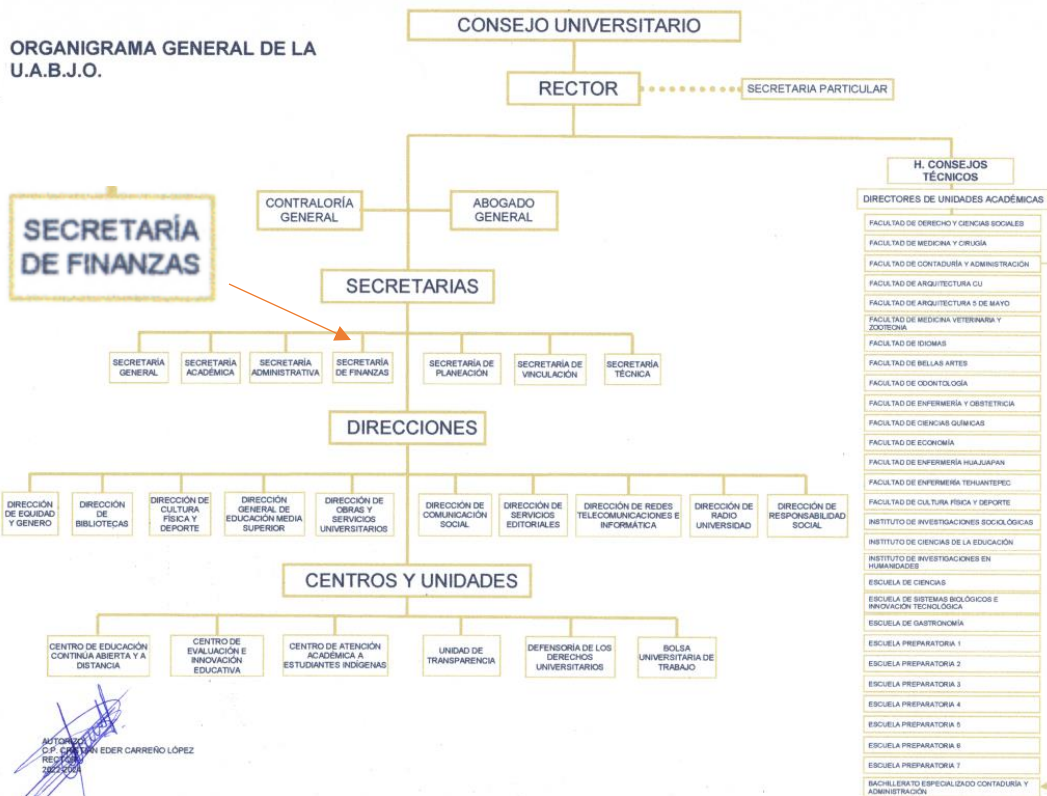 ORGANIGRAMA GENERAL DE LA
U.A.B.J.O.
CONSEJO UNIVERSITARIO
RECTOR
SECRETARIA PARTICULAR
CONTRALORÍA
GENERAL
ABOGADO
GENERAL
SECRETARÍA
DE FINANZAS
SECRETARIAS
SECRETARÍA
GENERAL
SECRETARÍA
ACADÉMICA
SECRETARÍA
ADMINISTRATIVA
SECRETARÍA
DE FINANZAS
SECRETARÍA DE
PLANEACIÓN
SECRETARÍA DE
VINCULACIÓN
SECRETARÍA
TÉCNICA
DIRECCIONES
DIRECCIÓN
DE EQUIDAD
Y GENERO
DIRECCIÓN
DE
BIBLIOTECAS
DIRECCIÓN DE
CULTURA
FÍSICA Y
DEPORTE
DIRECCIÓN
GENERAL DE
EDUCACIÓN MEDIA
SUPERIOR
DIRECCIÓN DE
OBRAS Y
SERVICIOS
UNIVERSITARIOS
DIRECCIÓN DE
COMUNICACIÓN
SOCIAL
DIRECCIÓN DE
SERVICIOS
EDITORIALES
DIRECCIÓN DE REDES
TELECOMUNICACIONES E
INFORMÁTICA
DIRECCIÓN DE
RADIO
UNIVERSIDAD
DIRECCIÓN DE
RESPONSABILIDAD
SOCIAL
CENTROS Y UNIDADES
CENTRO DE EDUCACIÓN
CONTINÚA ABIERTA Y A
DISTANCIA
CENTRO DE
EVALUACIÓN E
INNOVACIÓN
EDUCATIVA
CENTRO DE ATENCIÓN
ACADÉMICA A
ESTUDIANTES INDÍGENAS
UNIDAD DE
TRANSPARENCIA
DEFENSORÍA DE LOS
DERECHOS
UNIVERSITARIOS
BOLSA
UNIVERSITARIA DE
TRABAJO
H. CONSEJOS
TÉCNICOS
DIRECTORES DE UNIDADES ACADÉMICAS
FACULTAD DE DERECHO Y CIENCIAS SOCIALES
FACULTAD DE MEDICINA Y CIRUGÍA
FACULTAD DE CONTADURÍA Y ADMINISTRACIÓN
FACULTAD DE ARQUITECTURA CU
FACULTAD DE ARQUITECTURA 5 DE MAYO
FACULTAD DE MEDICINA VETERINARIA Y
ZOOTECNIA
FACULTAD DE IDIOMAS
FACULTAD DE BELLAS ARTES
FACULTAD DE ODONTOLOGÍA
FACULTAD DE ENFERMERÍA Y OBSTETRICIA
FACULTAD DE CIENCIAS QUÍMICAS
FACULTAD DE ECONOMÍA
FACULTAD DE ENFERMERÍA HUAJUAPAN
FACULTAD DE ENFERMERÍA TEHUANTEPEC
FACULTAD DE CULTURA FÍSICA Y DEPORTE
INSTITUTO DE INVESTIGACIONES SOCIOLÓGICAS
INSTITUTO DE CIENCIAS DE LA EDUCACIÓN
INSTITUTO DE INVESTIGACIONES EN
HUMANIDADES
ESCUELA DE CIENCIAS
ESCUELA DE SISTEMAS BIOLÓGICOS E
INNOVACIÓN TECNOLÓGICA
ESCUELA DE GASTRONOMÍA
ESCUELA PREPARATORIA 1
ESCUELA PREPARATORIA 2
ESCUELA PREPARATORIA 3
ESCUELA PREPARATORIA 4
ESCUELA PREPARATORIA 5
ESCUELA PREPARATORIA 6
ESCUELA PREPARATORIA 7
BACHILLERATO ESPECIALIZADO CONTADURÍA Y
ADMINISTRACIÓN
AUTORIZÓ
C.P. CRISTIAN EDER CARREÑO LÓPEZ
RECTOR
2022-2024